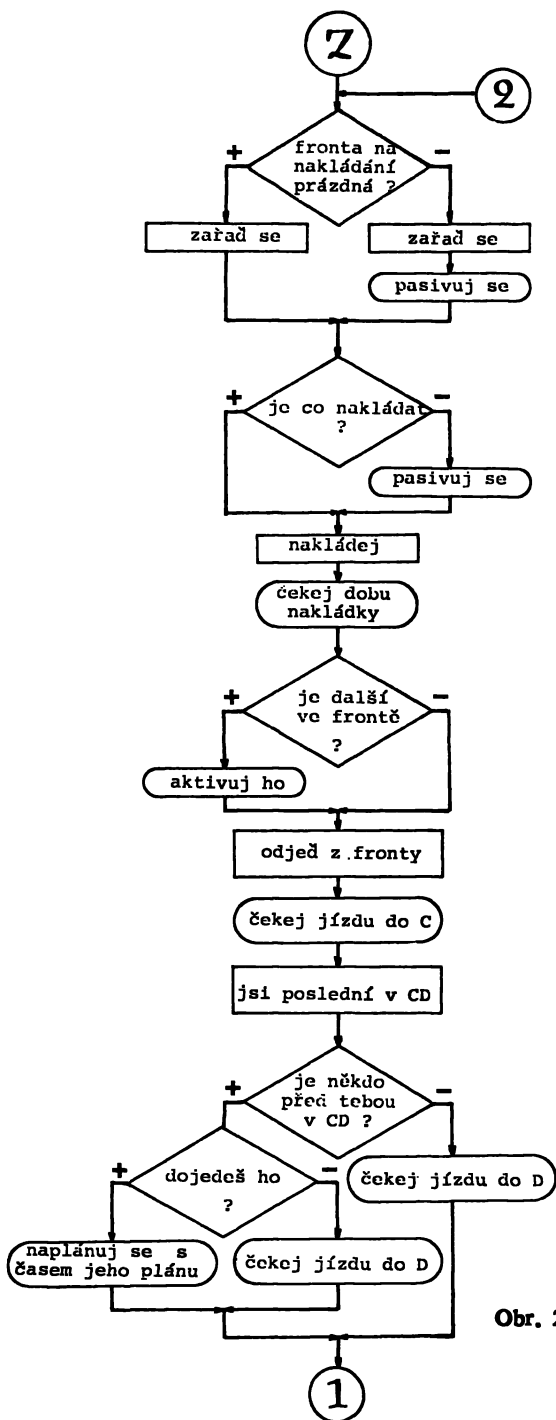 Z
2
+
fronta na
nakládání
prázdná ?
−
zařaď se
zařaď se
pasivuj se
+
je co nakládat
?
−
pasivuj se
nakládej
čekej dobu
nakládky
+
je další
ve frontě
?
−
aktivuj ho
odjeď z fronty
čekej jízdu do C
jsi poslední v CD
+
je někdo
před tebou
v CD ?
−
+
dojedeš ho
?
−
čekej jízdu do D
naplánuj se s
časem jeho plánu
čekej jízdu do D
Obr. 2
1